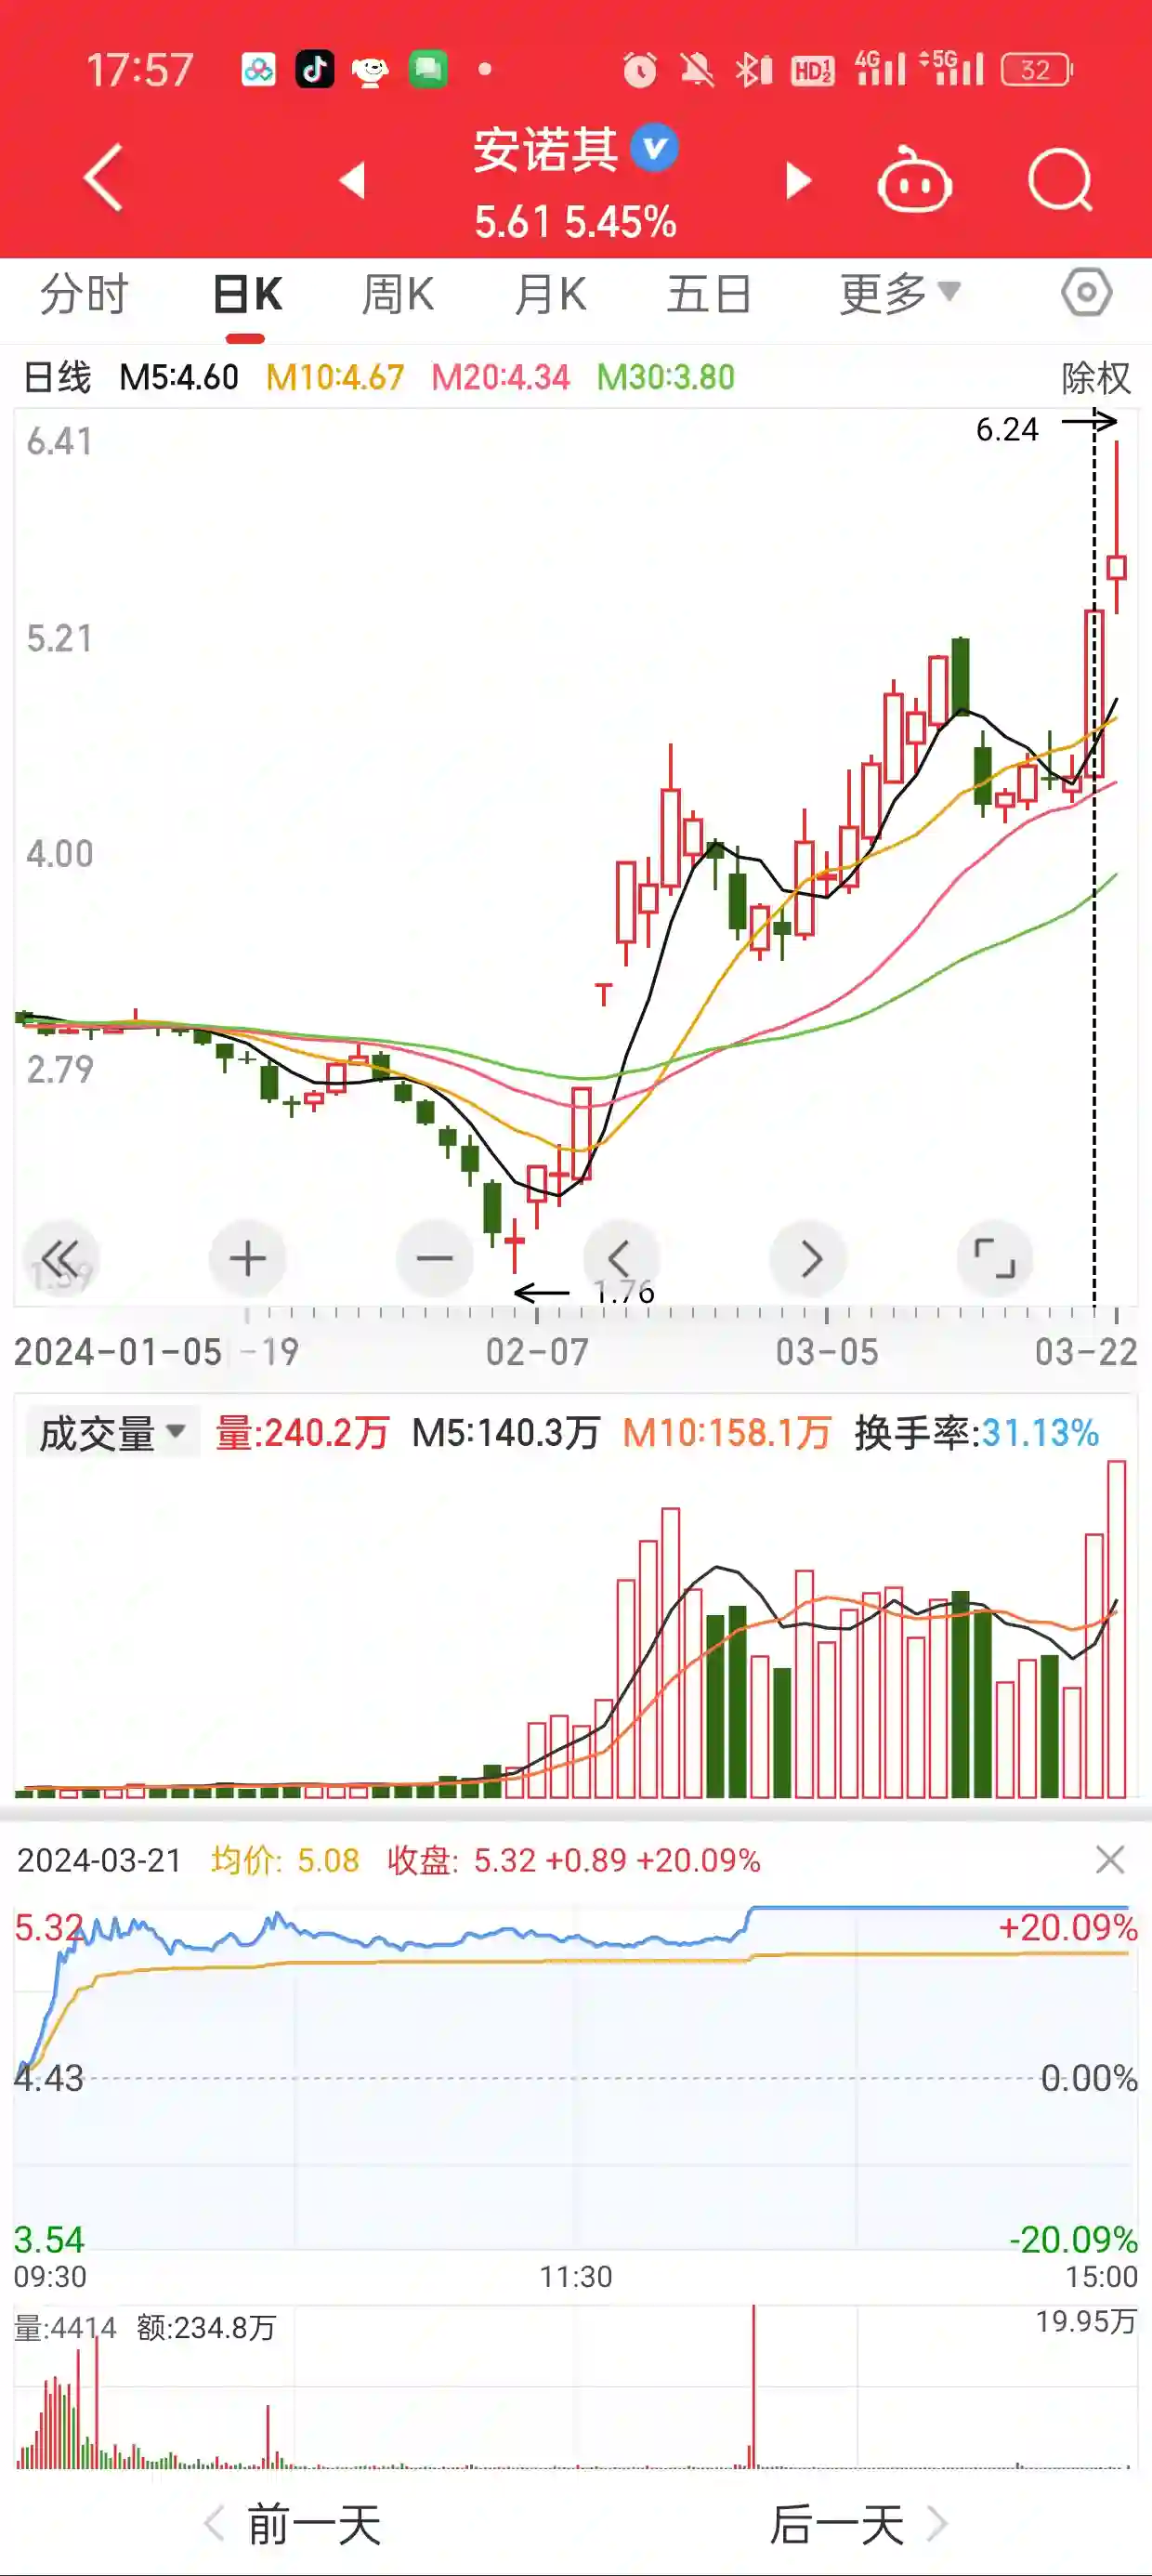 17:57 HD 1 2 4G 5G 32
安诺其
5.61 5.45%
分时 日K 周K 月K 五日 更多
日线 M5:4.60 M10:4.67 M20:4.34 M30:3.80 除权
6.41
6.24
5.21
4.00
2.79
1.59
1.76
2024-01-05 -19 02-07 03-05 03-22
成交量 量:240.2万 M5:140.3万 M10:158.1万 换手率:31.13%
2024-03-21 均价: 5.08 收盘: 5.32 +0.89 +20.09%
5.32 +20.09%
4.43 0.00%
3.54 -20.09%
09:30 11:30 15:00
量:4414 额:234.8万 19.95万
前一天 后一天